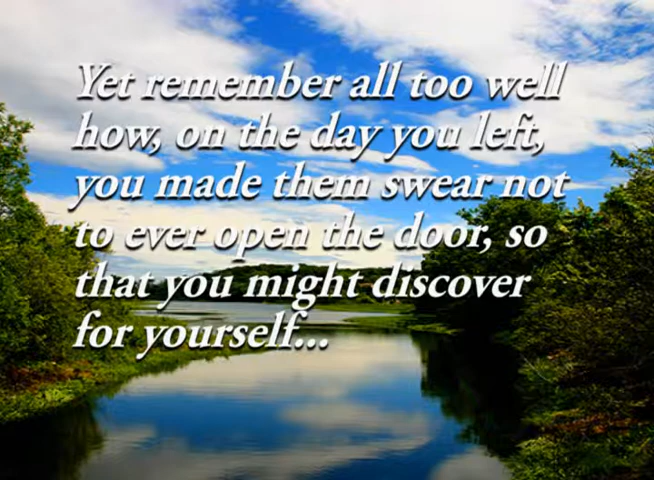 Yet remember all too well
how, on the day you left,
you made them swear not
to ever open the door, so
that you might discover
for yourself...